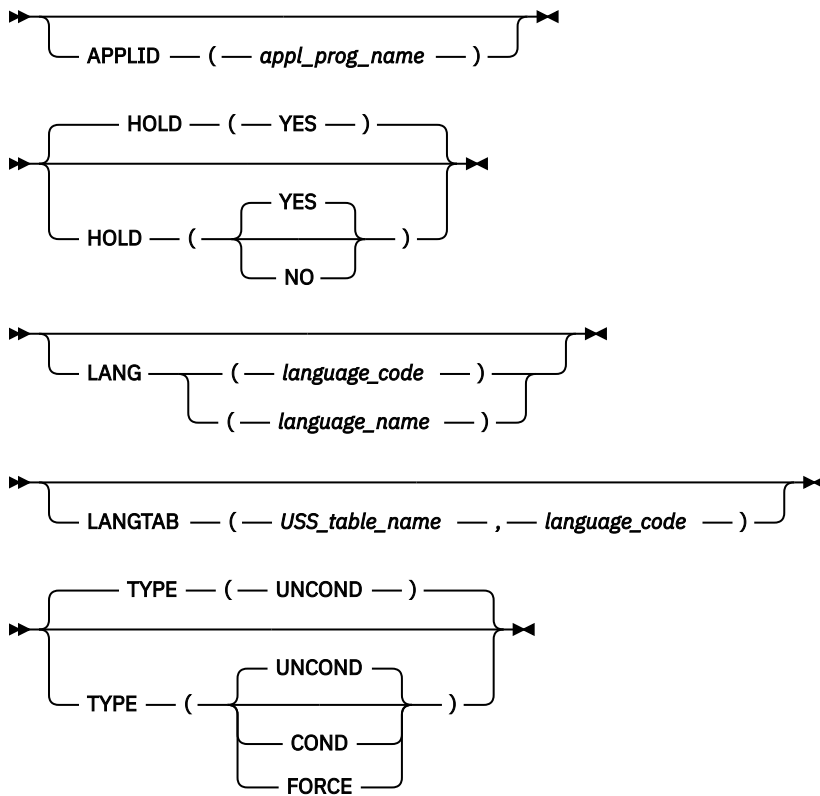 APPLID ( appl_prog_name )
HOLD ( YES )
YES
HOLD ( )
NO
LANG ( language_code )
( language_name )
LANGTAB ( USS_table_name , language_code )
TYPE ( UNCOND )
UNCOND
TYPE ( )
COND
FORCE